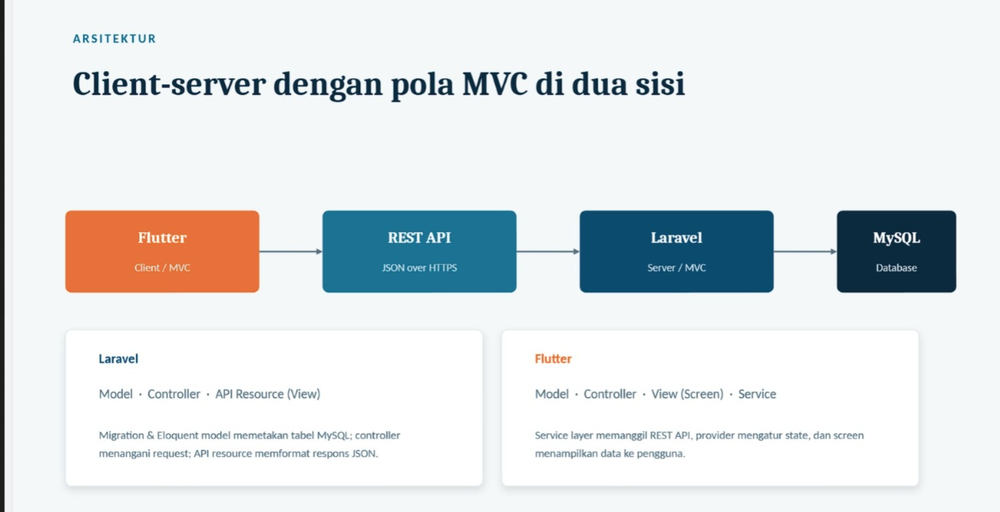 ARSITEKTUR
Client-server dengan pola MVC di dua sisi
Flutter
Client / MVC
REST API
JSON over HTTPS
Laravel
Server / MVC
MySQL
Database
Laravel
Model · Controller · API Resource (View)
Migration & Eloquent model memetakan tabel MySQL; controller
menangani request; API resource memformat respons JSON.
Flutter
Model · Controller · View (Screen) · Service
Service layer memanggil REST API, provider mengatur state, dan screen
menampilkan data ke pengguna.